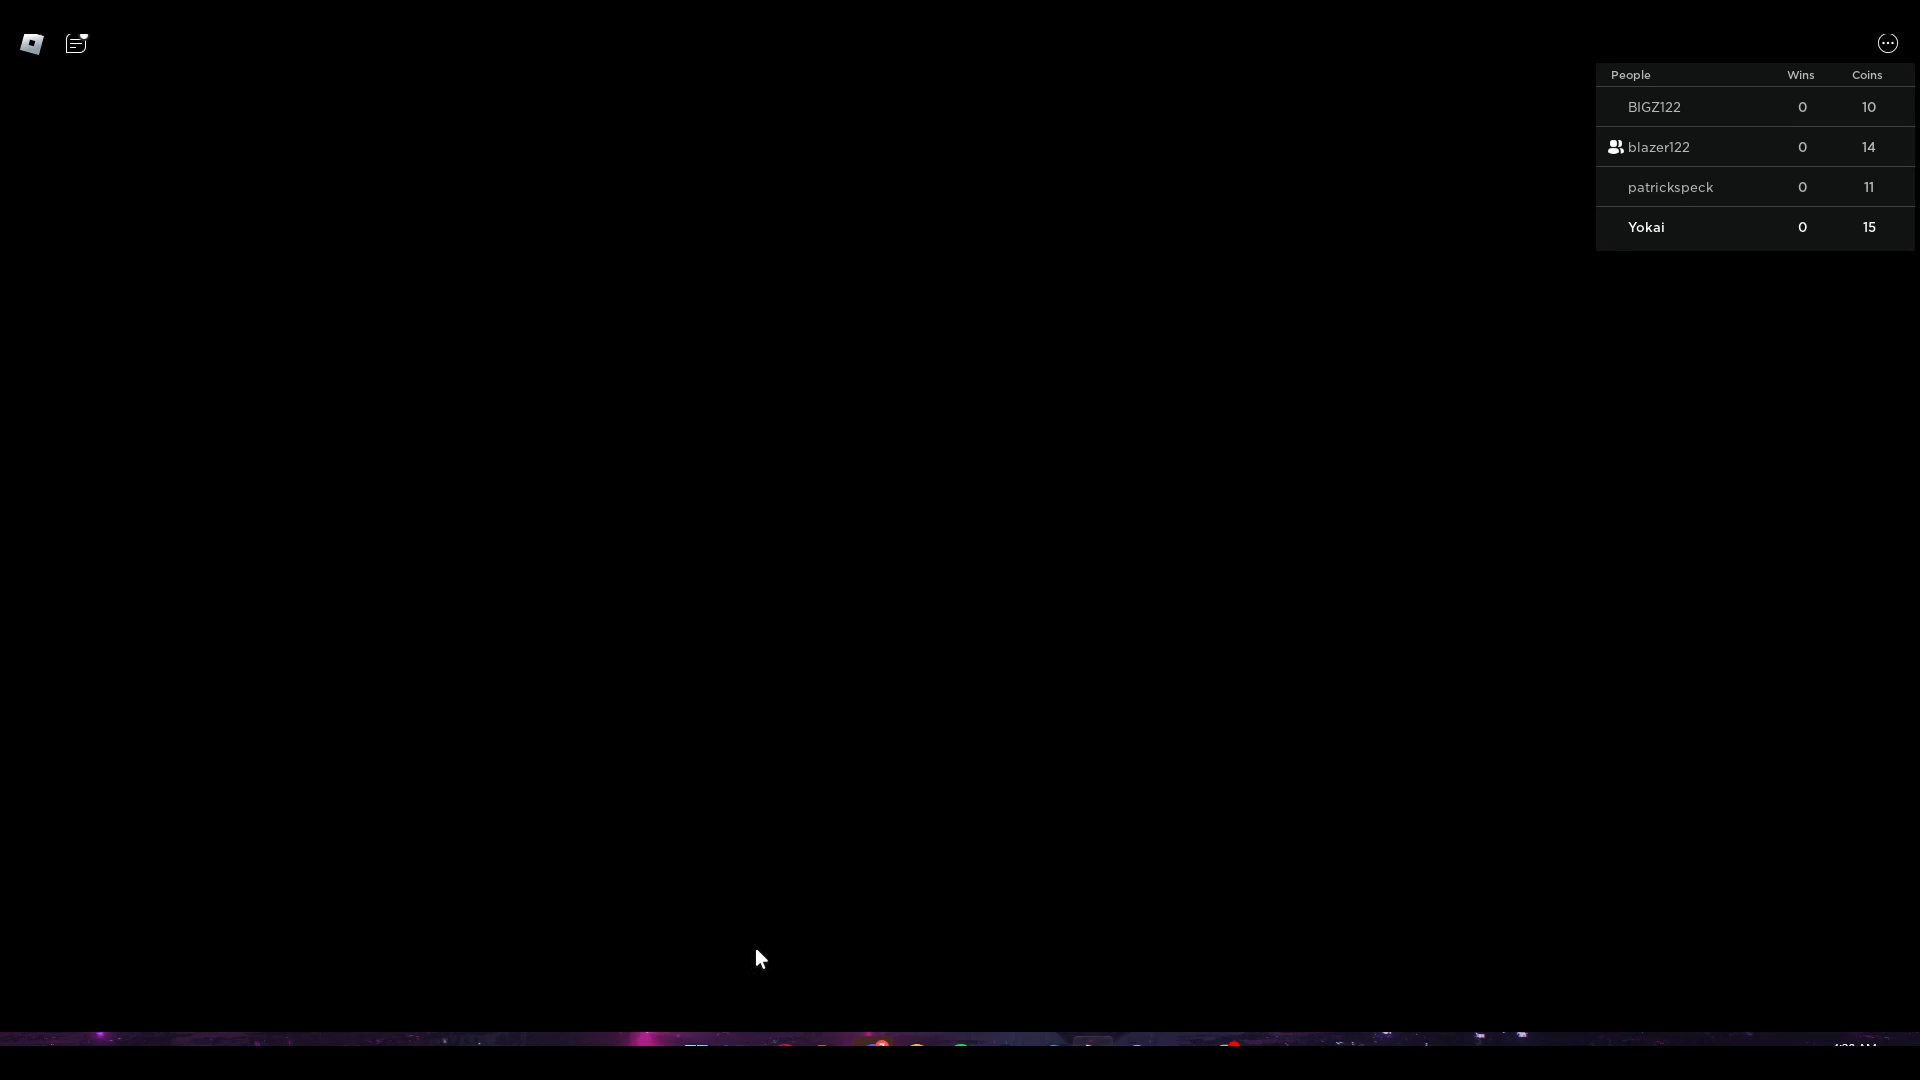 People Wins Coins
BIGZ122 0 10
blazer122 0 14
patrickspeck 0 11
Yokai 0 15